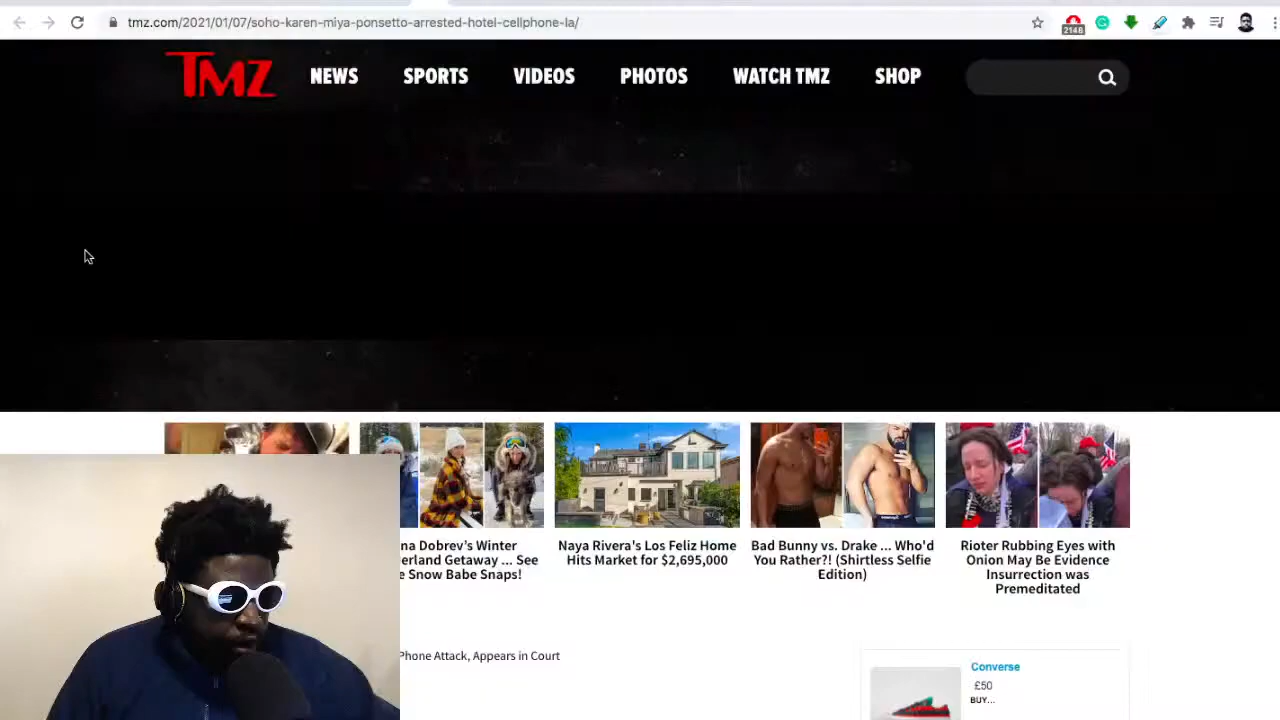 tmz.com/2021/01/07/soho-karen-miya-ponsetto-arrested-hotel-cellphone-la/
2146
TMZ
NEWS
SPORTS
VIDEOS
PHOTOS
WATCH TMZ
SHOP
na Dobrev's Winter
erland Getaway ... See
e Snow Babe Snaps!
Naya Rivera's Los Feliz Home
Hits Market for $2,695,000
Bad Bunny vs. Drake ... Who'd
You Rather?! (Shirtless Selfie
Edition)
Rioter Rubbing Eyes with
Onion May Be Evidence
Insurrection was
Premeditated
Phone Attack, Appears in Court
Converse
£50
BUY...